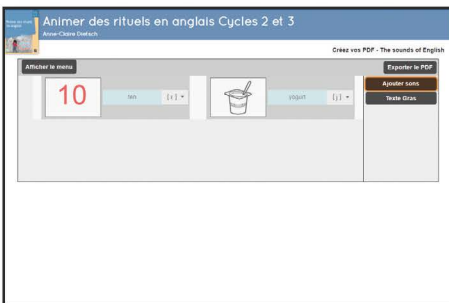 Animer des rituels en anglais Cycles 2 et 3
Anne-Claire Dietsch
Créez vos PDF - The sounds of English
Afficher le menu
Exporter le PDF
Ajouter sons
Texte Gras
10
ten
yogurt
[j]